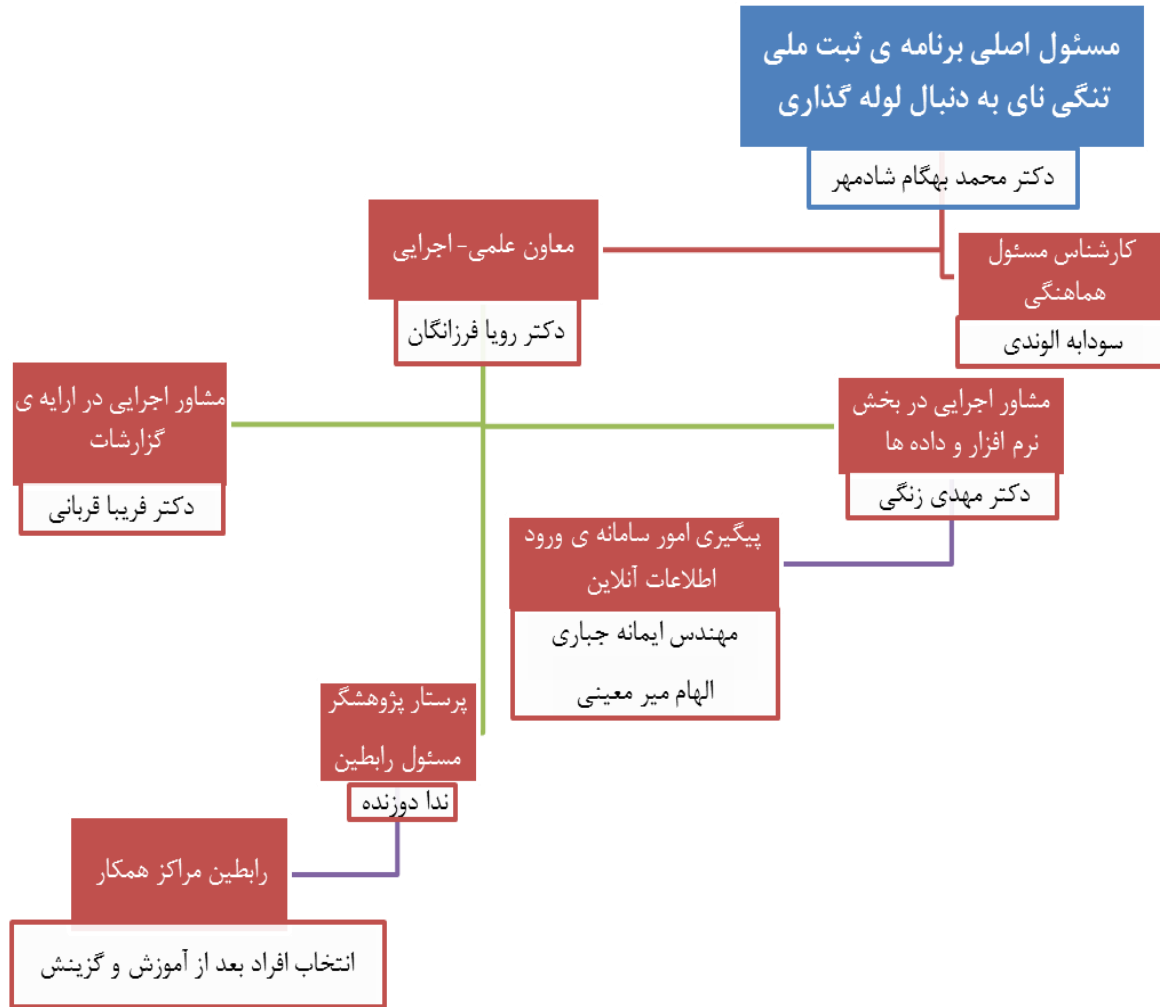 مسئول اصلی برنامه ی ثبت ملی
تنگی نای به دنبال لوله گذاری
دکتر محمد بهگام شادمهر
معاون علمی- اجرایی
دکتر رویا فرزانگان
کارشناس مسئول
هماهنگی
سودابه الوندی
مشاور اجرایی در بخش
نرم افزار و داده ها
دکتر مهدی زنگی
مشاور اجرایی در ارایه ی
گزارشات
دکتر فریبا قربانی
پیگیری امور سامانه ی ورود
اطلاعات آنلاین
مهندس ایمانه جباری
الهام میر معینی
پرستار پژوهشگر
مسئول رابطین
ندا دوزنده
رابطین مراکز همکار
انتخاب افراد بعد از آموزش و گزینش